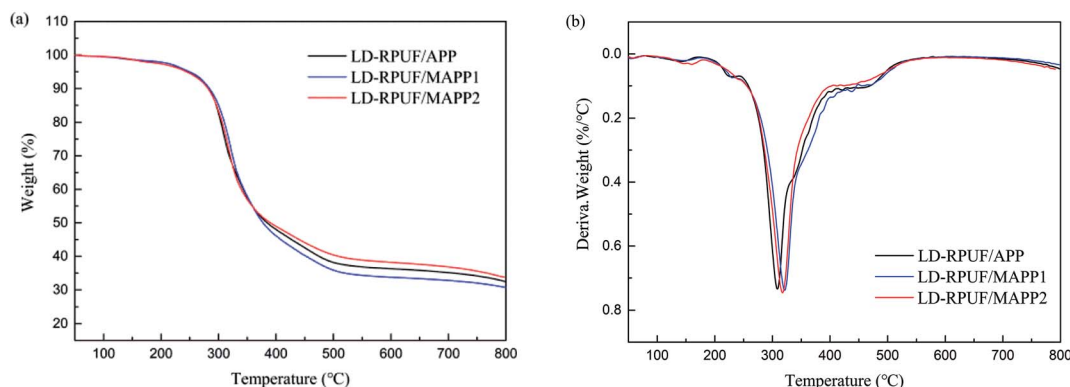 (a)
110
100
90
80
70
60
50
40
30
20
Weight (%)
LD-RPUF/APP
LD-RPUF/MAPP1
LD-RPUF/MAPP2
100 200 300 400 500 600 700 800
Temperature (℃)
(b)
0.0
0.2
0.4
0.6
0.8
Deriva.Weight (%/℃)
LD-RPUF/APP
LD-RPUF/MAPP1
LD-RPUF/MAPP2
100 200 300 400 500 600 700 800
Temperature (℃)